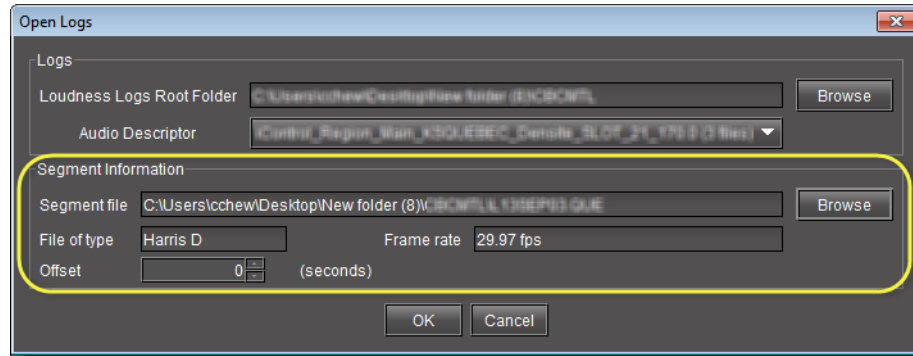 Open Logs
Logs
Loudness Logs Root Folder Browse
Audio Descriptor
Segment Information
Segment file C:\Users\cchew\Desktop\New folder (8)\ Browse
File of type Harris D Frame rate 29.97 fps
Offset 0 (seconds)
OK Cancel